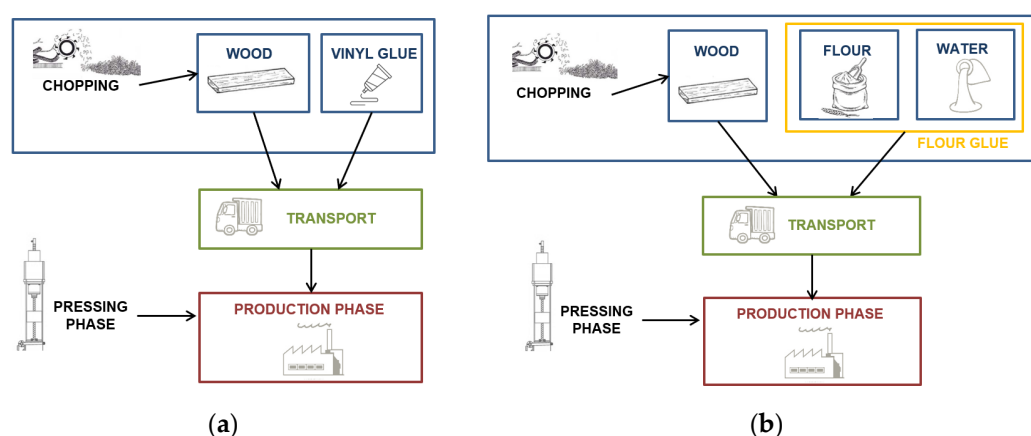 WOOD
VINYL GLUE
CHOPPING
TRANSPORT
PRESSING
PHASE
PRODUCTION PHASE
(a)
WOOD
FLOUR
WATER
CHOPPING
FLOUR GLUE
TRANSPORT
PRESSING
PHASE
PRODUCTION PHASE
(b)